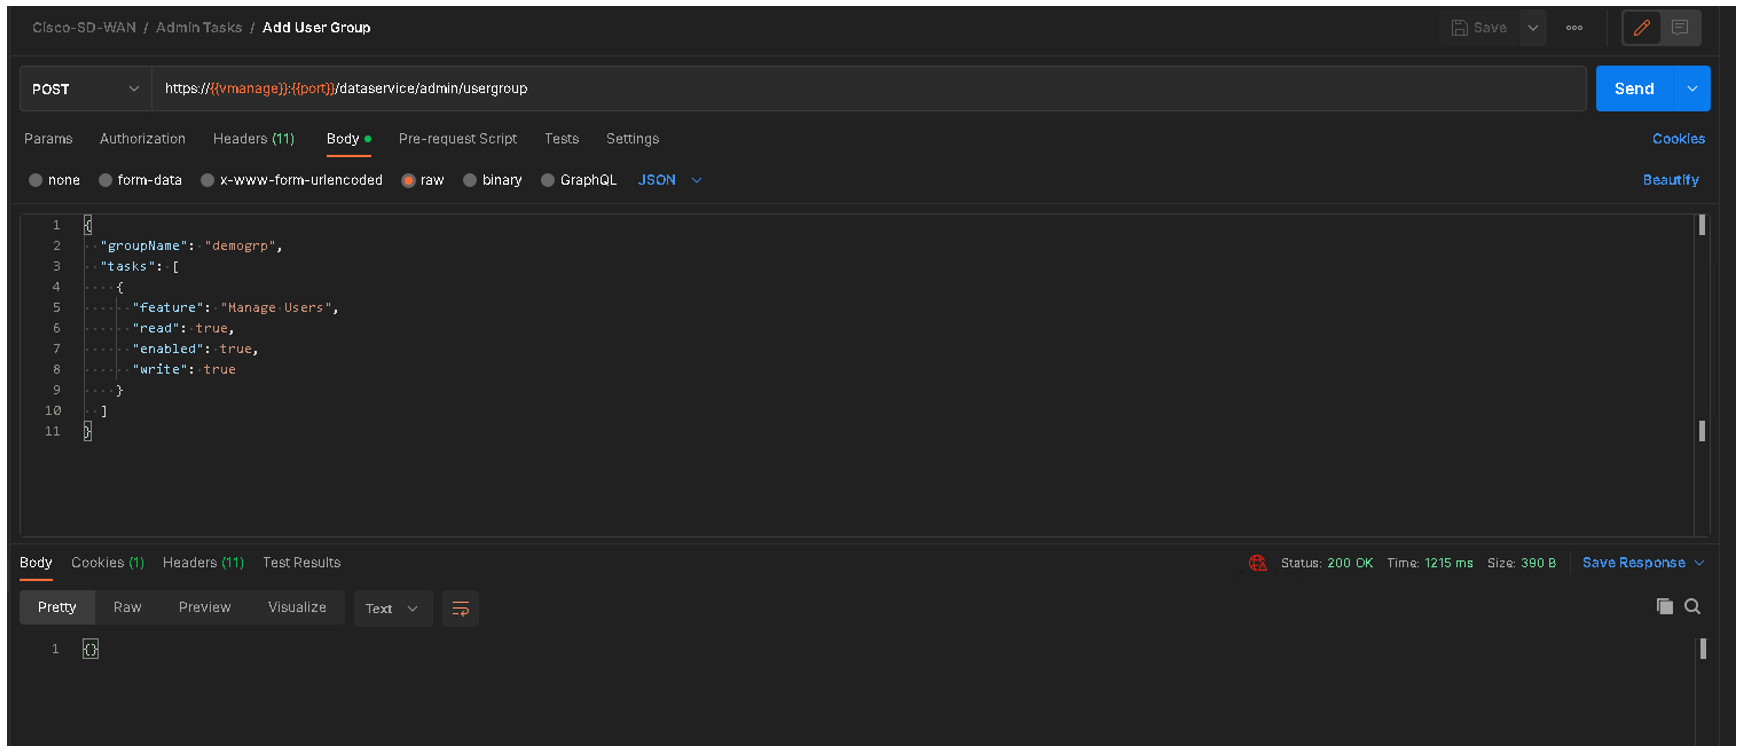 Cisco-SD-WAN / Admin Tasks / Add User Group
Save
POST
https://{{vmanage}}:{{port}}/dataservice/admin/usergroup
Send
Params Authorization Headers (11) Body Pre-request Script Tests Settings
Cookies
none form-data x-www-form-urlencoded raw binary GraphQL JSON
Beautify
1 {
2 "groupName": "demogrp",
3 "tasks": [
4 {
5 "feature": "Manage Users",
6 "read": true,
7 "enabled": true,
8 "write": true
9 }
10 ]
11 }
Body Cookies (1) Headers (11) Test Results
Status: 200 OK Time: 1215 ms Size: 390 B Save Response
Pretty Raw Preview Visualize Text
1 {}